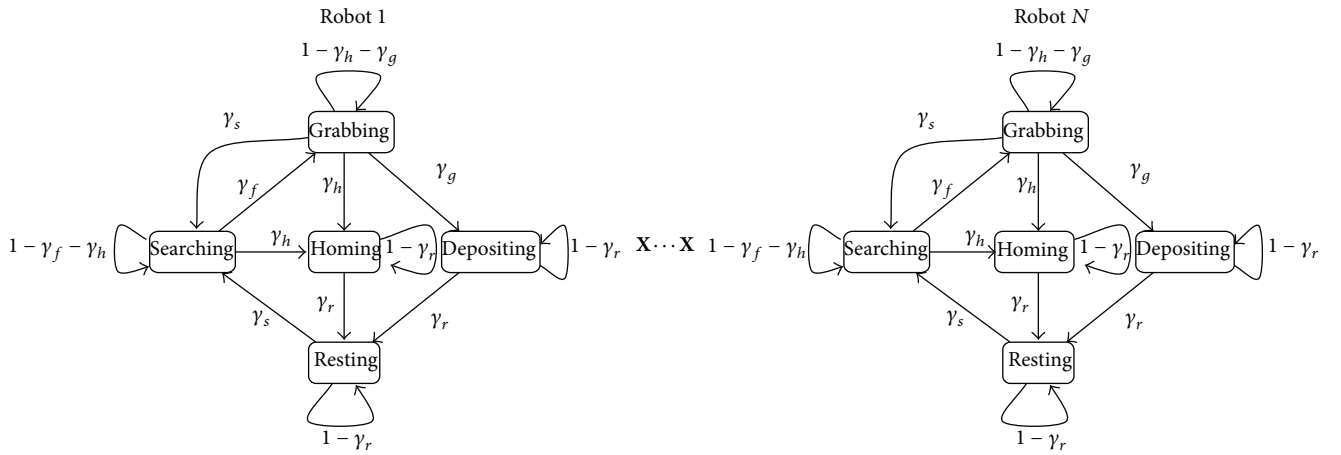 Robot 1
1 − γh − γg
Grabbing
γs
γf
γh
γg
1 − γf − γh
Searching
γh
Homing
1 − γr
Depositing
1 − γr
γs
γr
γr
Resting
1 − γr
X···X
Robot N
1 − γh − γg
Grabbing
γs
γf
γh
γg
1 − γf − γh
Searching
γh
Homing
1 − γr
Depositing
1 − γr
γs
γr
γr
Resting
1 − γr